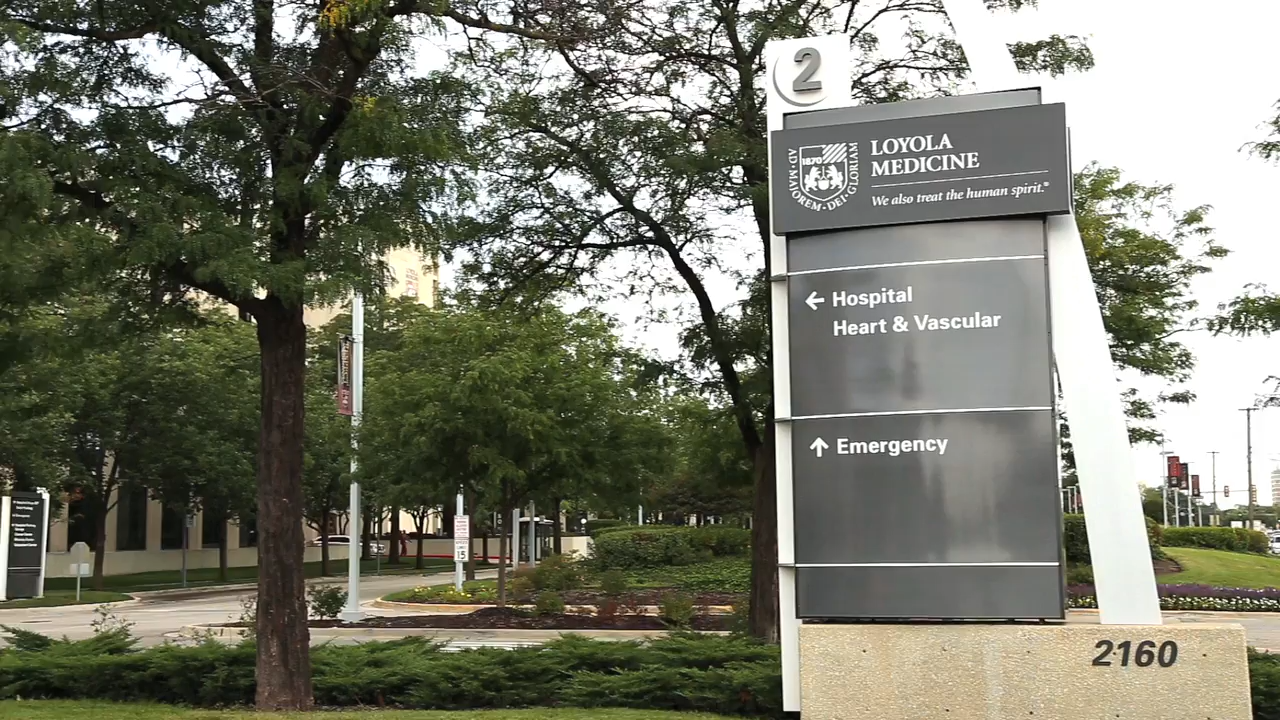 2
LOYOLA
MEDICINE
We also treat the human spirit.®
1870
AD•MAJOREM•DEI•GLORIAM
← Hospital
Heart & Vascular
↑ Emergency
2160
15